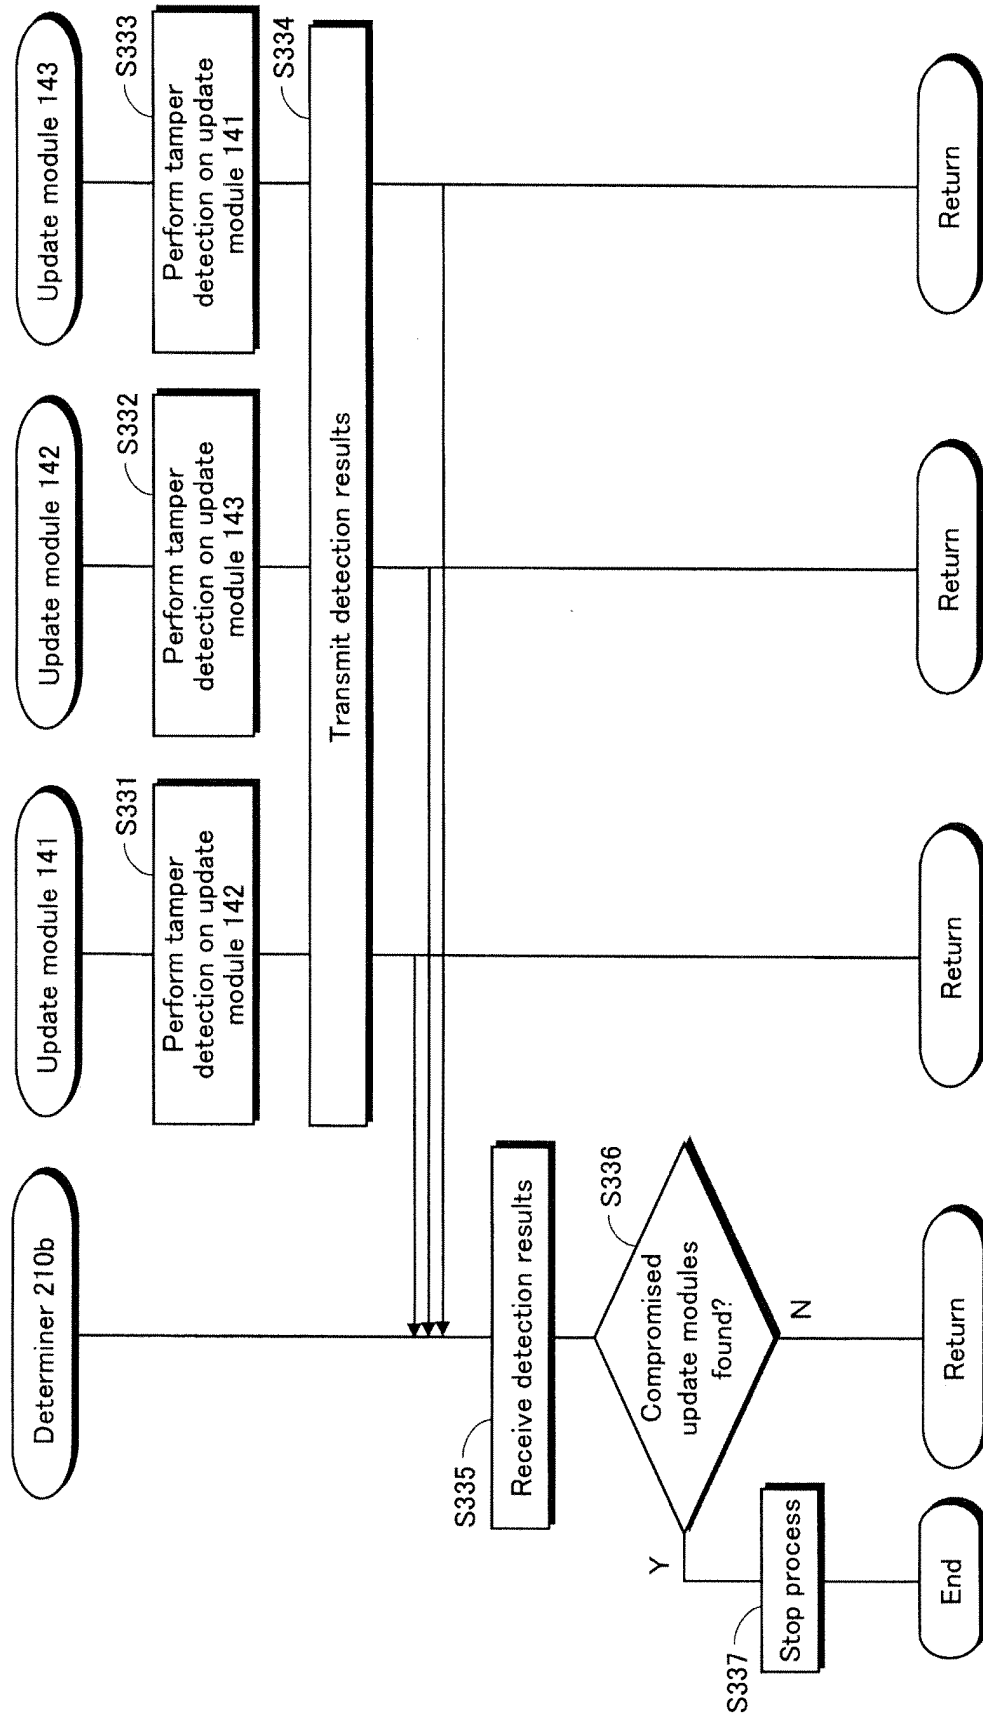 Determiner 210b
Update module 141
Update module 142
Update module 143
S331
Perform tamper
detection on update
module 142
S332
Perform tamper
detection on update
module 143
S333
Perform tamper
detection on update
module 141
S334
Transmit detection results
S335
Receive detection results
S336
Compromised
update modules
found?
Y
N
S337
Stop process
End
Return
Return
Return
Return